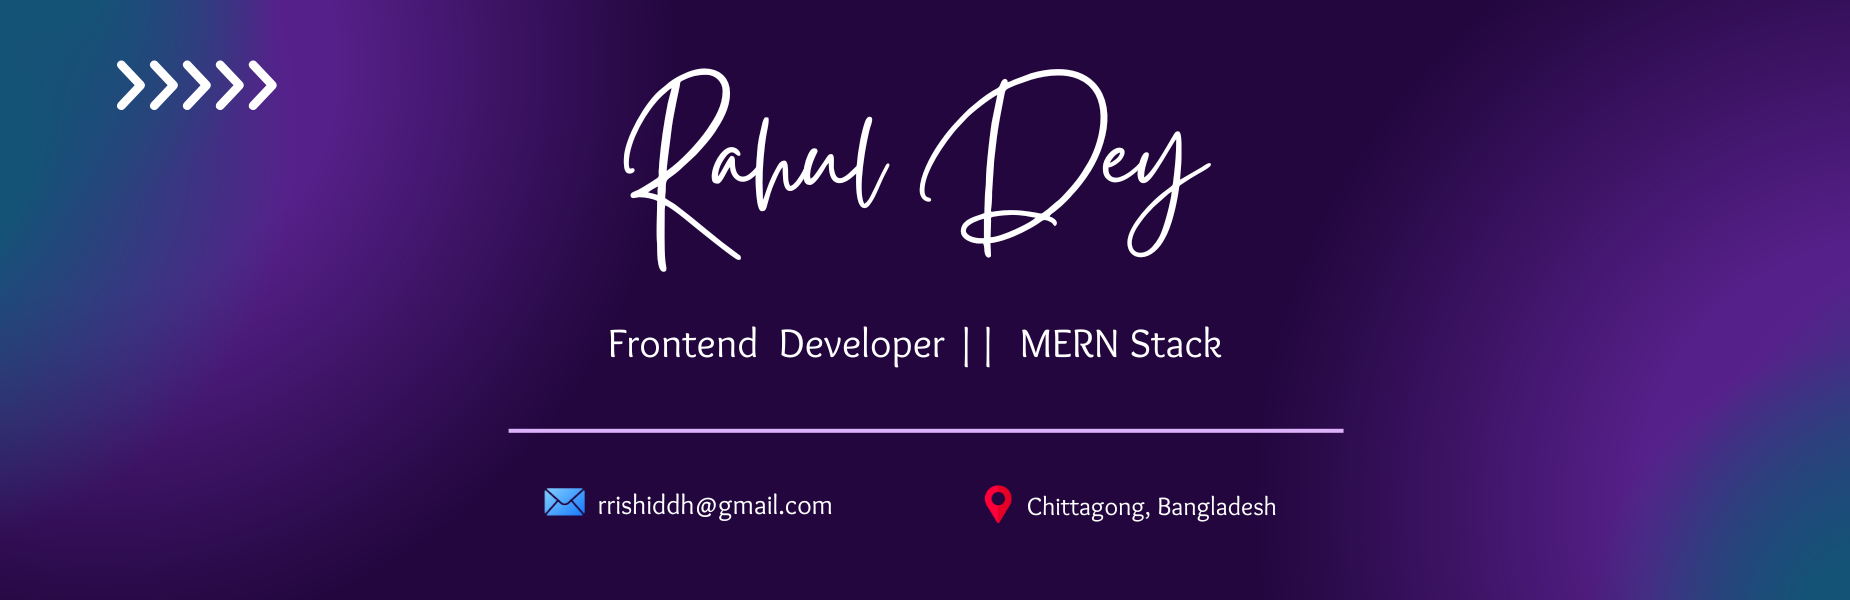 Rahul Dey
Frontend Developer || MERN Stack
rrishiddh@gmail.com
Chittagong, Bangladesh